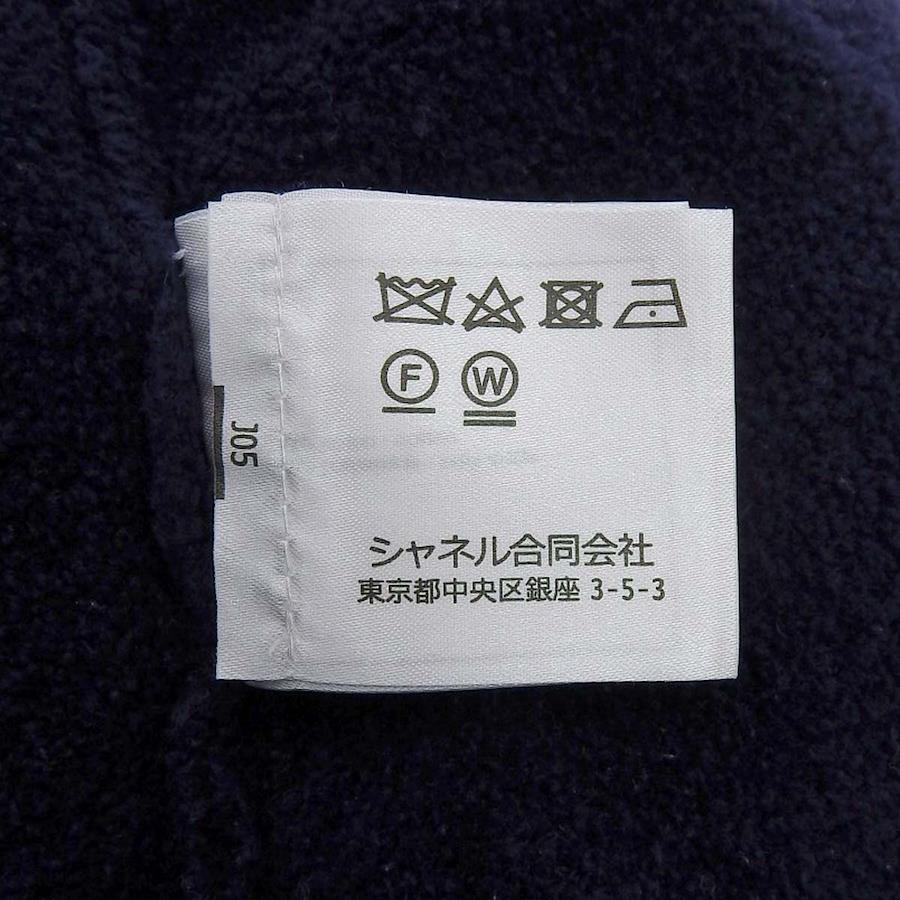 F W
J05
シャネル合同会社
東京都中央区銀座 3-5-3